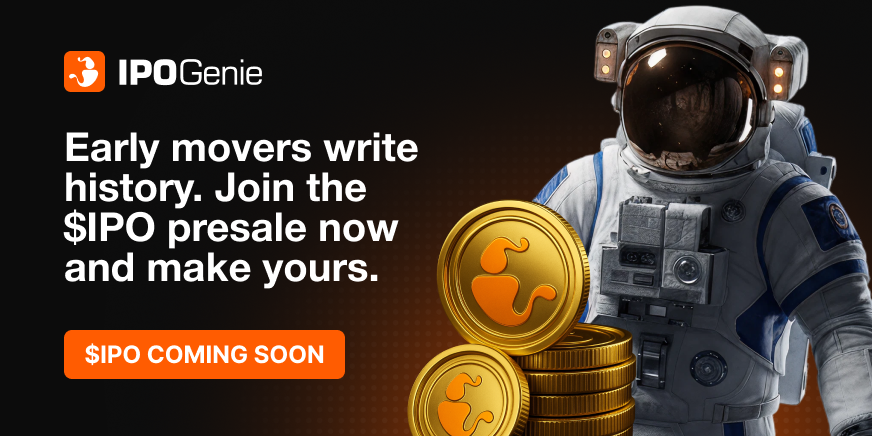 IPOGenie
Early movers write
history. Join the
$IPO presale now
and make yours.
$IPO COMING SOON